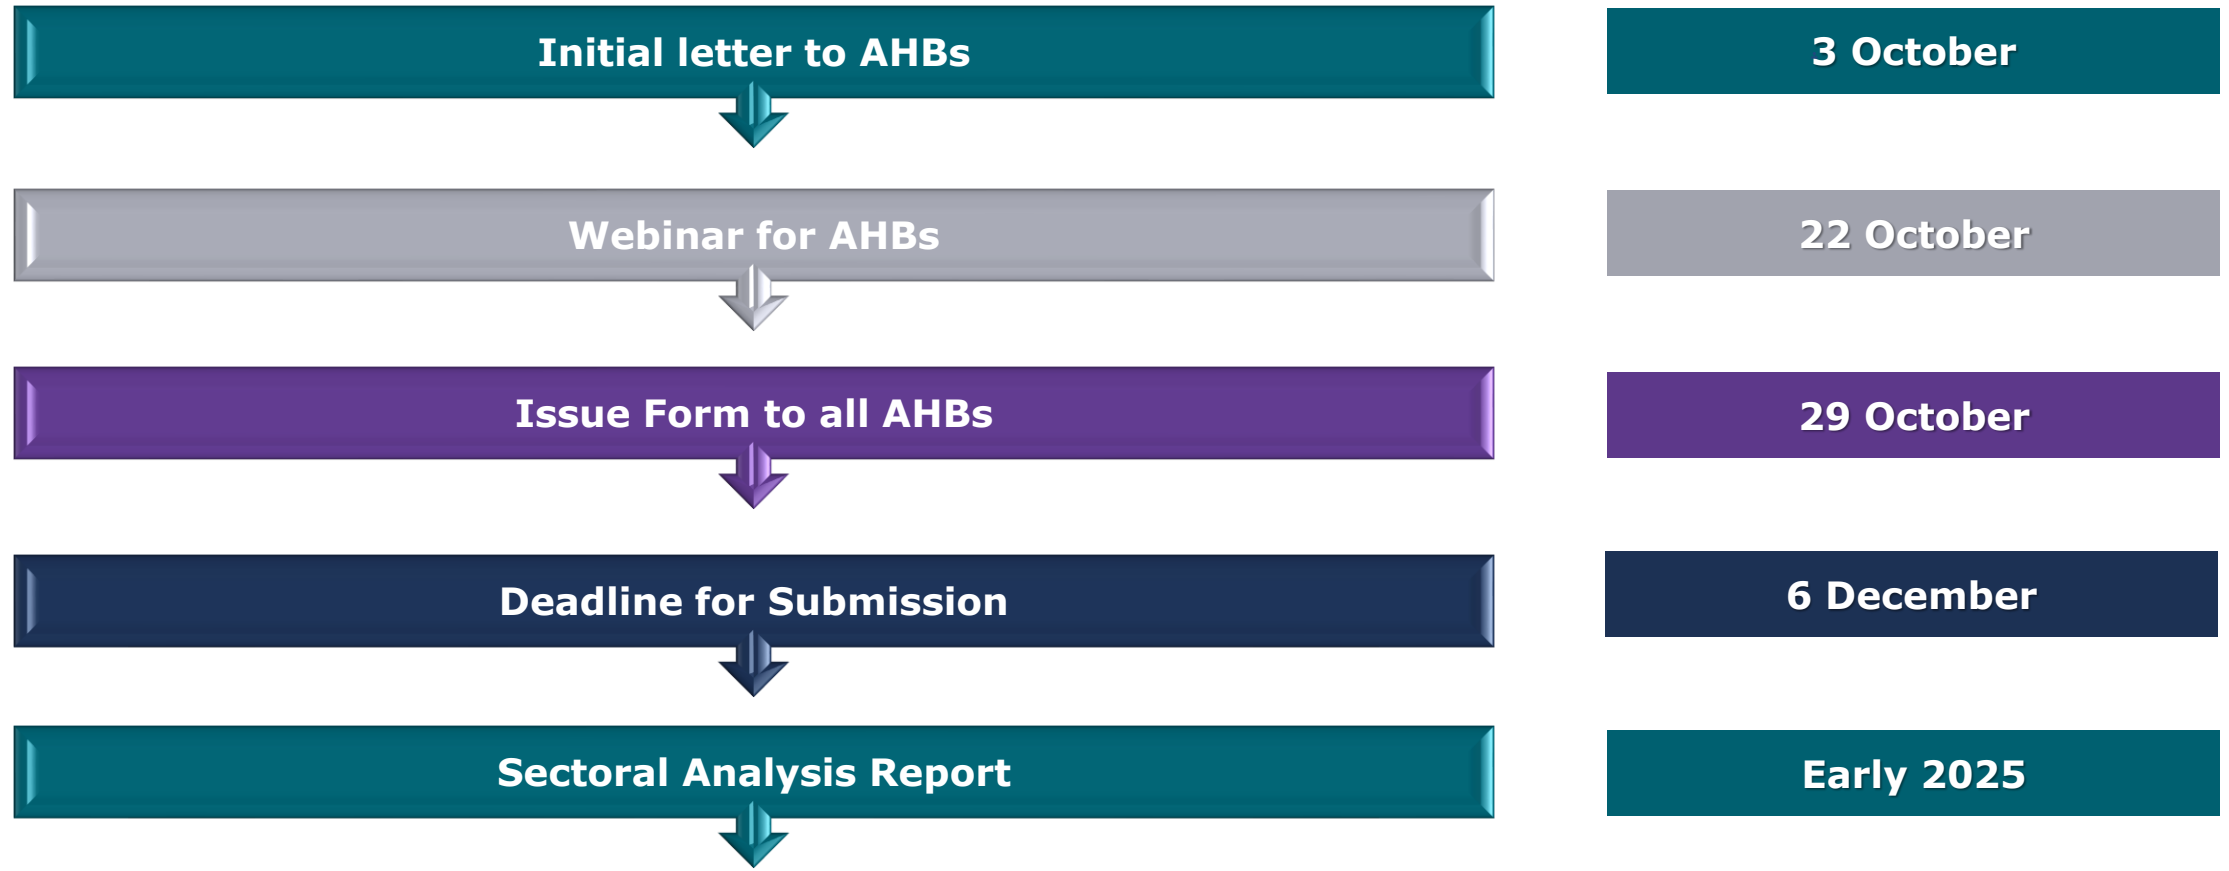 Initial letter to AHBs
3 October
Webinar for AHBs
22 October
Issue Form to all AHBs
29 October
Deadline for Submission
6 December
Sectoral Analysis Report
Early 2025